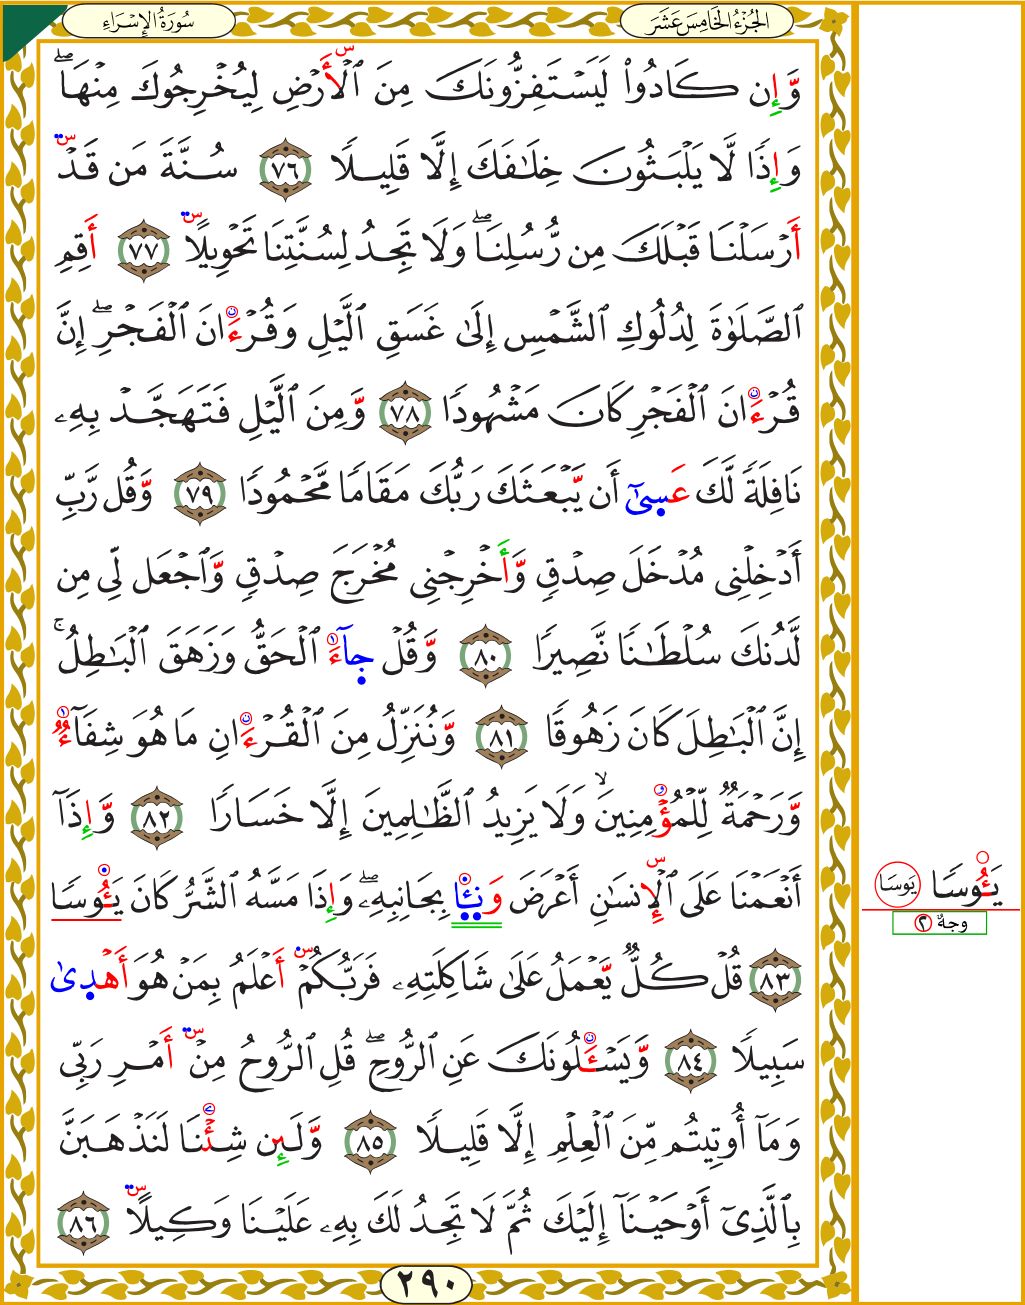 سُورَةُ الإِسْرَاءِ
الجُزْءُ الخَامِسَ عَشَرَ
وَّإِن كَادُواْ لَيَسْتَفِزُّونَكَ مِنَ ٱلْأَرْضِ لِيُخْرِجُوكَ مِنْهَاۖ
وَإِذًا لَّا يَلْبَثُونَ خِلَٰفَكَ إِلَّا قَلِيلًا ٧٦ سُنَّةَ مَن قَدْ
أَرْسَلْنَا قَبْلَكَ مِن رُّسُلِنَاۖ وَلَا تَجِدُ لِسُنَّتِنَا تَحْوِيلًا ٧٧ أَقِمِ
ٱلصَّلَوٰةَ لِدُلُوكِ ٱلشَّمْسِ إِلَىٰ غَسَقِ ٱلَّيْلِ وَقُرْءَانَ ٱلْفَجْرِۖ إِنَّ
قُرْءَانَ ٱلْفَجْرِ كَانَ مَشْهُودًا ٧٨ وَّمِنَ ٱلَّيْلِ فَتَهَجَّدْ بِهِۦ
نَافِلَةً لَّكَ عَسىٰٓ أَن يَّبْعَثَكَ رَبُّكَ مَقَامًا مَّحْمُودًا ٧٩ وَّقُل رَّبِّ
أَدْخِلْنِى مُدْخَلَ صِدْقٍ وَّأَخْرِجْنِى مُخْرَجَ صِدْقٍ وَّٱجْعَل لِّى مِن
لَّدُنكَ سُلْطَٰنًا نَّصِيرًا ٨٠ وَّقُلْ جآءَ ٱلْحَقُّ وَزَهَقَ ٱلْبَٰطِلُۚ
إِنَّ ٱلْبَٰطِلَ كَانَ زَهُوقًا ٨١ وَّنُنَزِّلُ مِنَ ٱلْقُرْءَانِ مَا هُوَ شِفَآءٌ
وَّرَحْمَةٌ لِّلْمُؤْمِنِينَۙ وَلَا يَزِيدُ ٱلظَّٰلِمِينَ إِلَّا خَسَارًا ٨٢ وَّإِذَآ
أَنْعَمْنَا عَلَى ٱلْإِنسَٰنِ أَعْرَضَ وَنَـَٔا بِجَانِبِهِۦۖ وَإِذَا مَسَّهُ ٱلشَّرُّ كَانَ يَـُٔوسًا
٨٣ قُلْ كُلٌّ يَّعْمَلُ عَلَىٰ شَاكِلَتِهِۦ فَرَبُّكُمْ أَعْلَمُ بِمَنْ هُوَ أَهْدىٰ
سَبِيلًا ٨٤ وَّيَسْـَٔلُونَكَ عَنِ ٱلرُّوحِۖ قُلِ ٱلرُّوحُ مِنْ أَمْرِ رَبِّى
وَمَآ أُوتِيتُم مِّنَ ٱلْعِلْمِ إِلَّا قَلِيلًا ٨٥ وَّلَئِن شِئْنَا لَنَذْهَبَنَّ
بِٱلَّذِىٓ أَوْحَيْنَآ إِلَيْكَ ثُمَّ لَا تَجِدُ لَكَ بِهِۦ عَلَيْنَا وَكِيلًا ٨٦
يَـُٔوسًا يَوسًا
وجهٌ ٢
٢٩٠